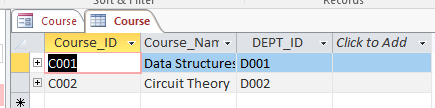 Sort & Filter Records
Course Course
Course_ID Course_Nam DEPT_ID Click to Add
C001 Data Structures D001
C002 Circuit Theory D002